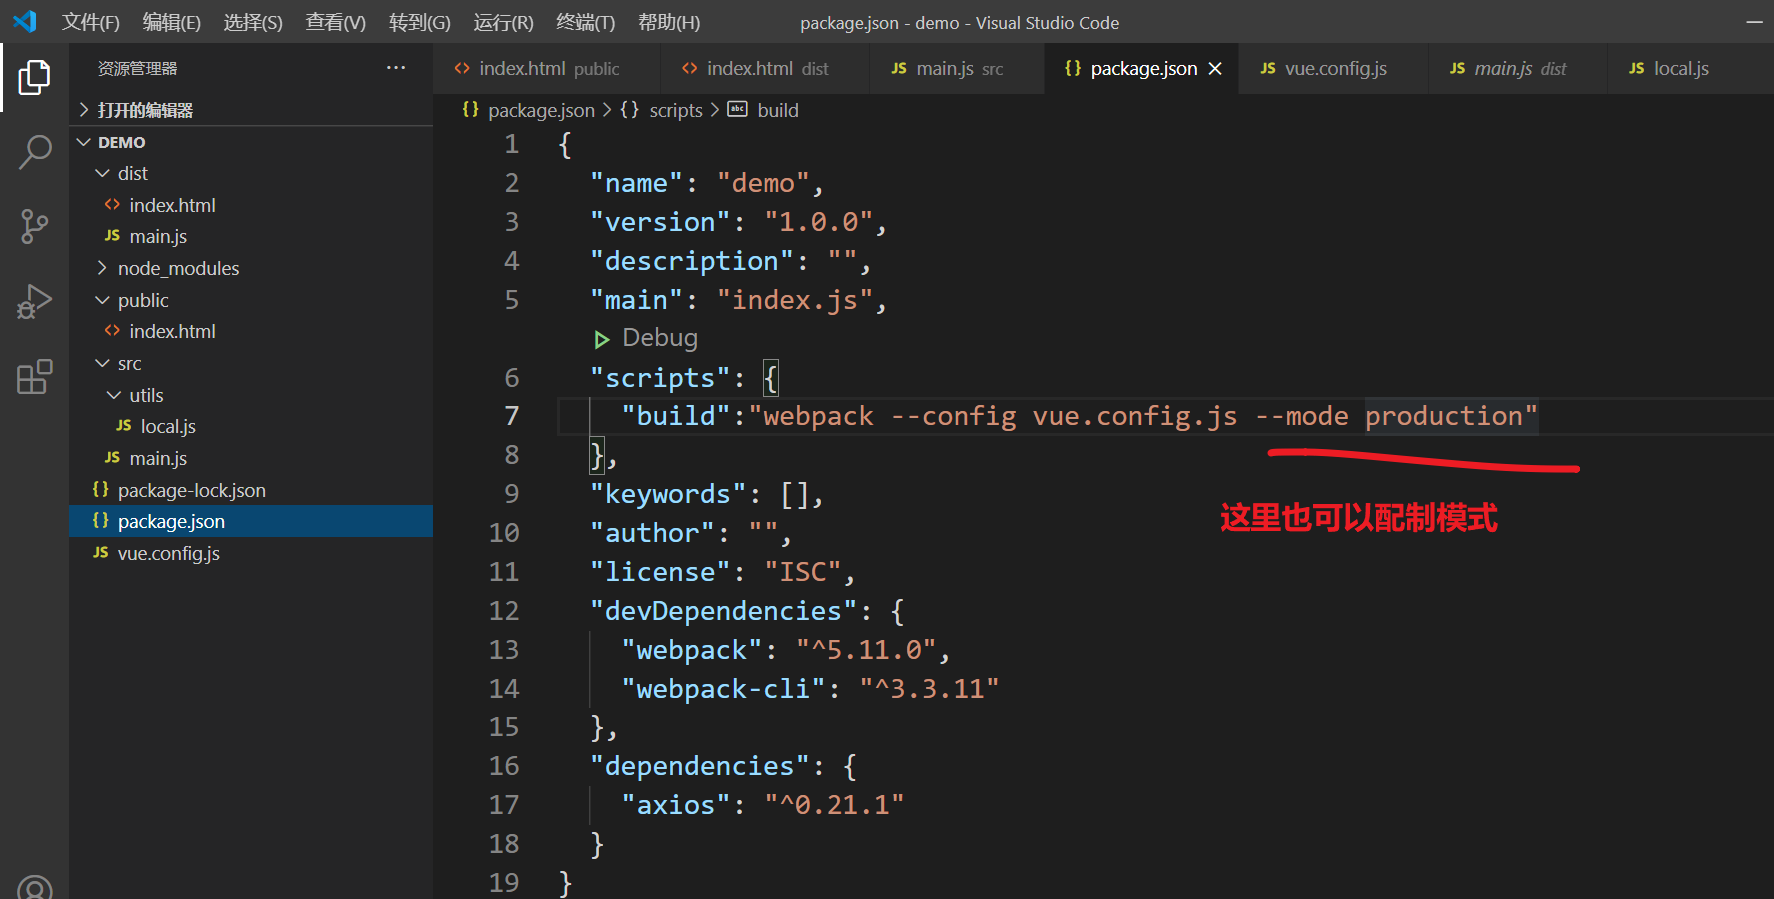 文件(F) 编辑(E) 选择(S) 查看(V) 转到(G) 运行(R) 终端(T) 帮助(H) package.json - demo - Visual Studio Code
资源管理器 ···
打开的编辑器
DEMO
dist
index.html
main.js
node_modules
public
index.html
src
utils
local.js
main.js
package-lock.json
package.json
vue.config.js
index.html public index.html dist JS main.js src {} package.json JS vue.config.js JS main.js dist JS local.js
{} package.json > {} scripts > abc build
1 {
2 "name": "demo",
3 "version": "1.0.0",
4 "description": "",
5 "main": "index.js",
Debug
6 "scripts": {
7 "build":"webpack --config vue.config.js --mode production"
8 },
9 "keywords": [],
10 "author": "",
11 "license": "ISC",
12 "devDependencies": {
13 "webpack": "^5.11.0",
14 "webpack-cli": "^3.3.11"
15 },
16 "dependencies": {
17 "axios": "^0.21.1"
18 }
19 }
这里也可以配制模式